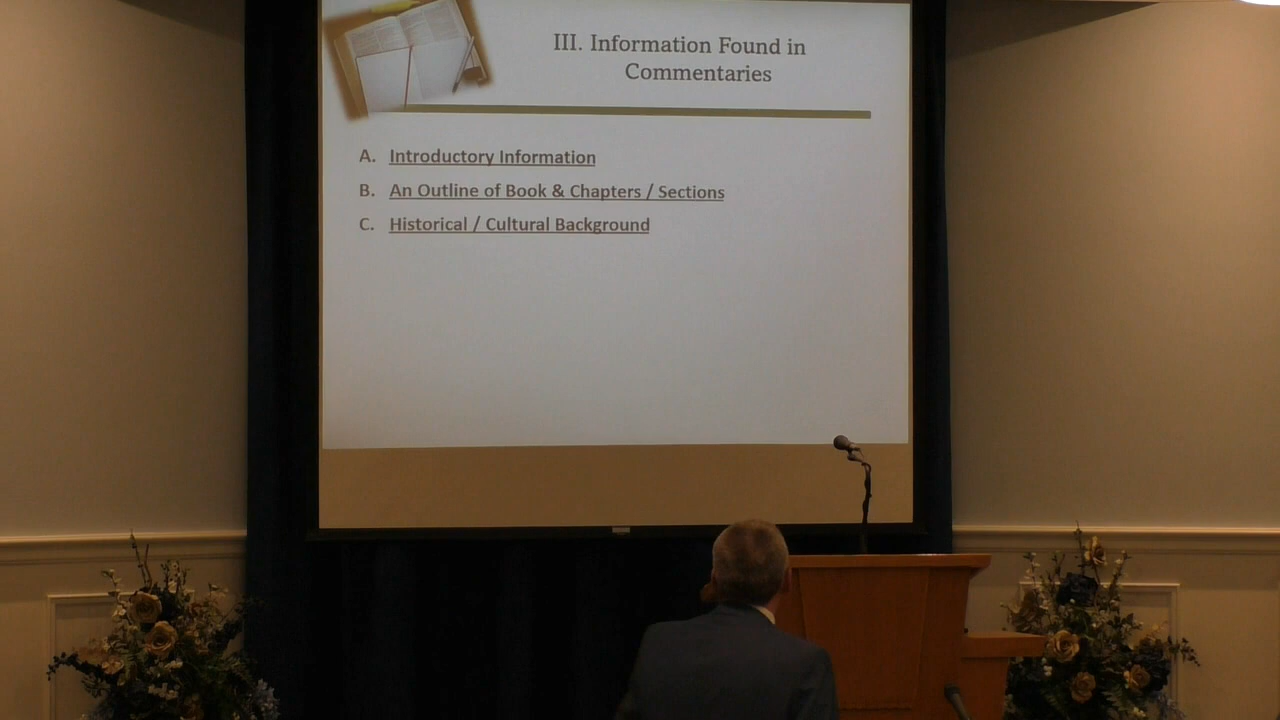 III. Information Found in
Commentaries
A. Introductory Information
B. An Outline of Book & Chapters / Sections
C. Historical / Cultural Background